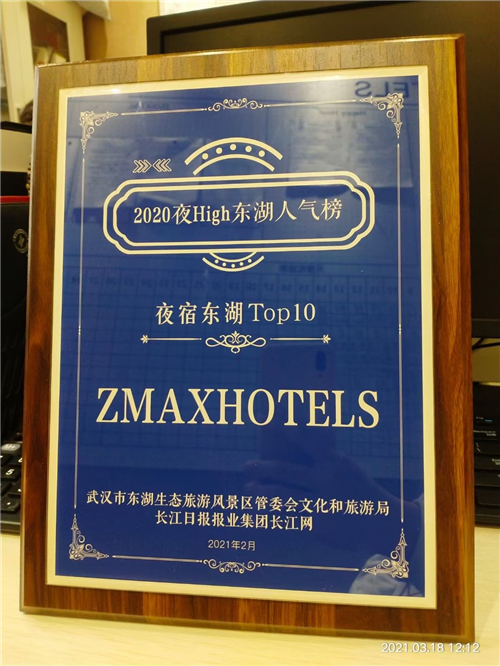 2020夜High东湖人气榜
夜宿东湖Top10
ZMAXHOTELS
武汉市东湖生态旅游风景区管委会文化和旅游局
长江日报报业集团长江网
2021年2月
2021.03.18 12:12